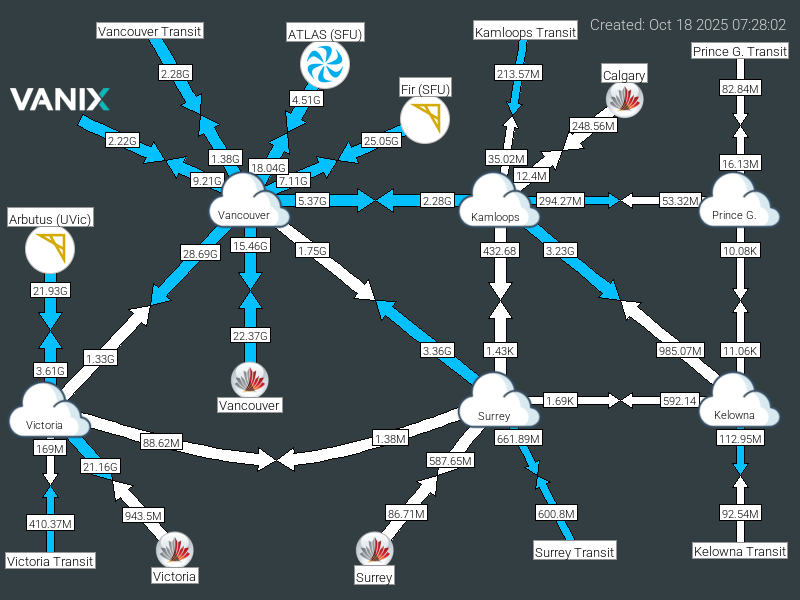 Created: Oct 18 2025 07:28:02
Vancouver Transit
ATLAS (SFU)
Kamloops Transit
Prince G. Transit
2.28G
213.57M
Calgary
82.84M
VANIX
4.51G
Fir (SFU)
248.56M
2.22G
25.05G
1.38G
35.02M
16.13M
18.04G
12.4M
9.21G
7.11G
5.37G
2.28G
294.27M
53.32M
Arbutus (UVic)
Vancouver
Kamloops
Prince G.
28.69G
15.46G
1.75G
432.68
3.23G
10.08K
21.93G
22.37G
1.33G
3.36G
1.43K
985.07M
11.06K
3.61G
Vancouver
1.69K
592.14
Victoria
Surrey
Kelowna
169M
88.62M
1.38M
661.89M
112.95M
21.16G
587.65M
410.37M
943.5M
86.71M
600.8M
92.54M
Victoria Transit
Victoria
Surrey
Surrey Transit
Kelowna Transit